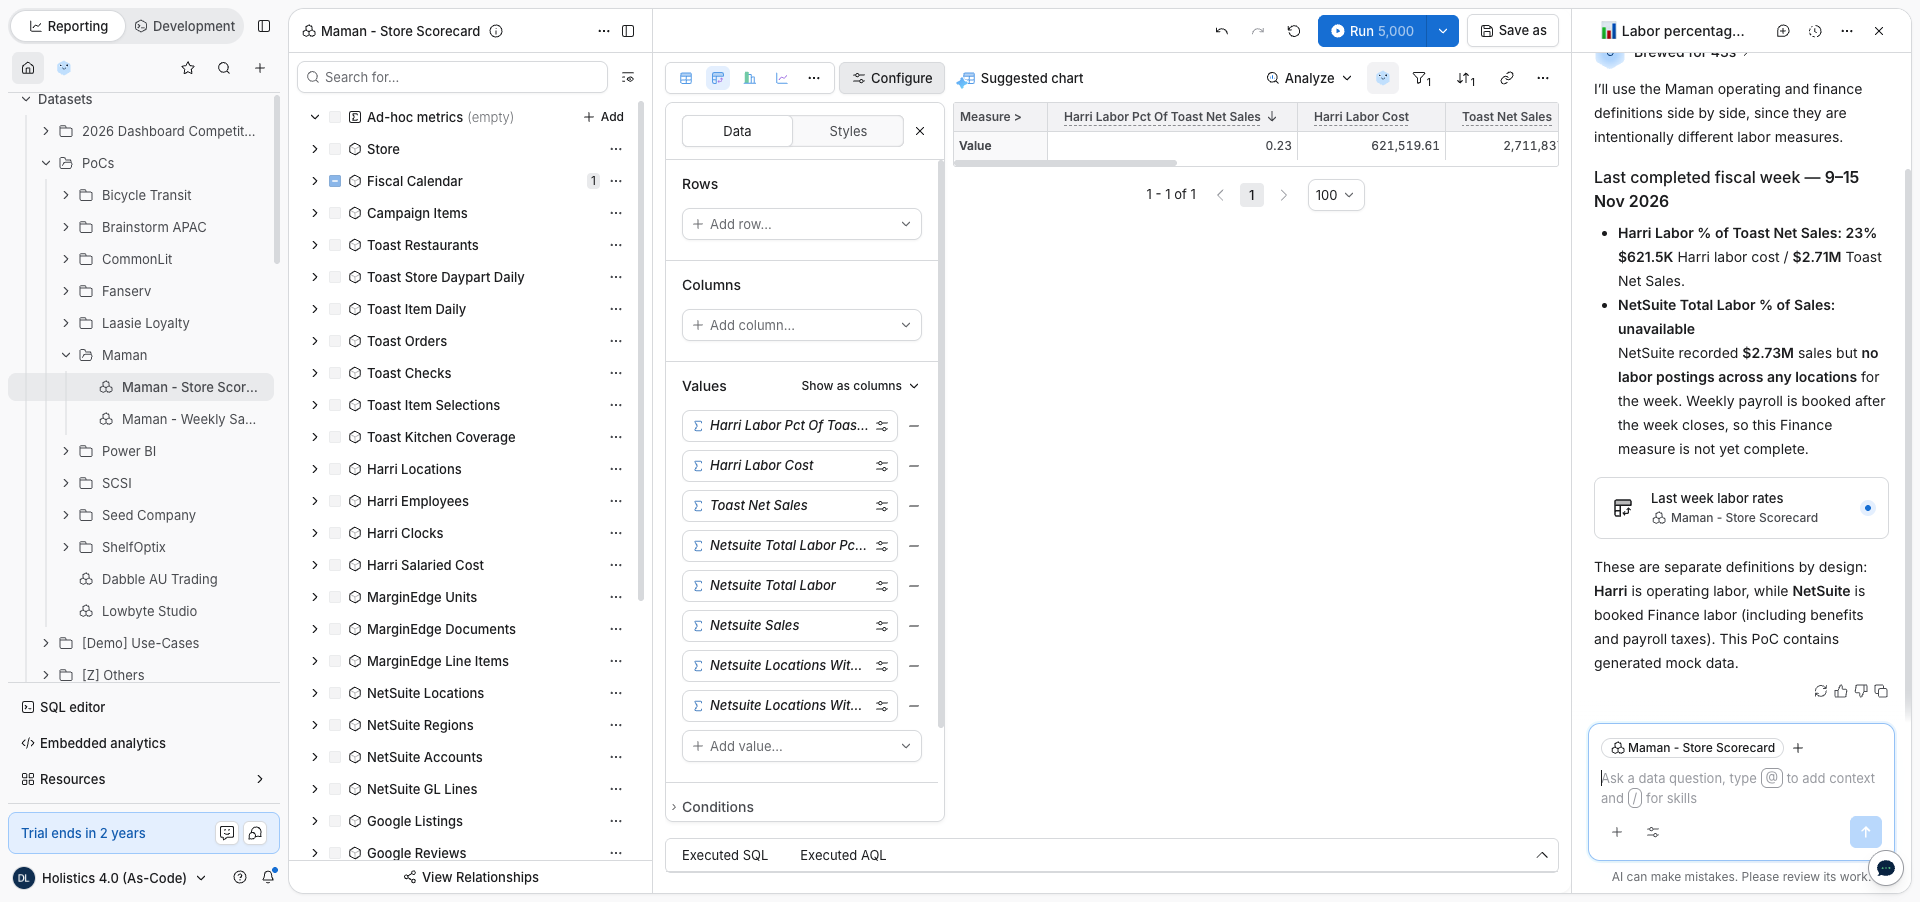 Reporting
Development
Datasets
2026 Dashboard Competit...
PoCs
Bicycle Transit
Brainstorm APAC
CommonLit
Fanserv
Laasie Loyalty
Maman
Maman - Store Scor...
Maman - Weekly Sa...
Power BI
SCSI
Seed Company
ShelfOptix
Dabble AU Trading
Lowbyte Studio
[Demo] Use-Cases
[Z] Others
SQL editor
Embedded analytics
Resources
Trial ends in 2 years
DL Holistics 4.0 (As-Code)
Maman - Store Scorecard
Search for...
Ad-hoc metrics (empty) Add
Store
Fiscal Calendar 1
Campaign Items
Toast Restaurants
Toast Store Daypart Daily
Toast Item Daily
Toast Orders
Toast Checks
Toast Item Selections
Toast Kitchen Coverage
Harri Locations
Harri Employees
Harri Clocks
Harri Salaried Cost
MarginEdge Units
MarginEdge Documents
MarginEdge Line Items
NetSuite Locations
NetSuite Regions
NetSuite Accounts
NetSuite GL Lines
Google Listings
Google Reviews
View Relationships
Run 5,000
Save as
Configure
Suggested chart
Analyze
1
1
Data
Styles
Rows
Add row...
Columns
Add column...
Values
Show as columns
Harri Labor Pct Of Toas...
Harri Labor Cost
Toast Net Sales
Netsuite Total Labor Pc...
Netsuite Total Labor
Netsuite Sales
Netsuite Locations Wit...
Netsuite Locations Wit...
Add value...
Conditions
Measure > Harri Labor Pct Of Toast Net Sales Harri Labor Cost Toast Net Sales
Value 0.23 621,519.61 2,711,83
1 - 1 of 1 1 100
Executed SQL Executed AQL
Labor percentag...
Brewed for 43s
I'll use the Maman operating and finance
definitions side by side, since they are
intentionally different labor measures.
Last completed fiscal week — 9–15
Nov 2026
• Harri Labor % of Toast Net Sales: 23%
$621.5K Harri labor cost / $2.71M Toast
Net Sales.
• NetSuite Total Labor % of Sales:
unavailable
NetSuite recorded $2.73M sales but no
labor postings across any locations for
the week. Weekly payroll is booked after
the week closes, so this Finance
measure is not yet complete.
Last week labor rates
Maman - Store Scorecard
These are separate definitions by design:
Harri is operating labor, while NetSuite is
booked Finance labor (including benefits
and payroll taxes). This PoC contains
generated mock data.
Maman - Store Scorecard
Ask a data question, type @ to add context
and / for skills
AI can make mistakes. Please review its work.